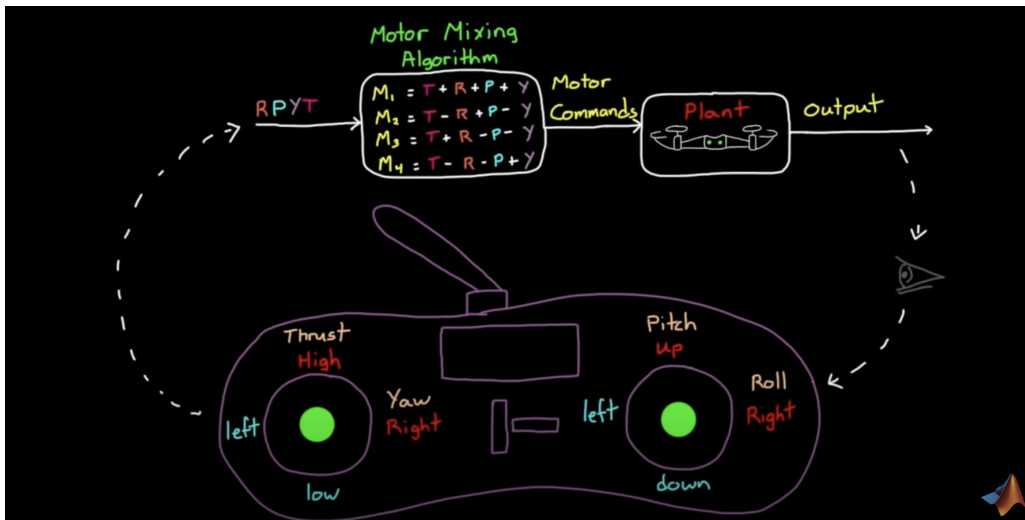 Motor Mixing
Algorithm
RPYT
M₁ = T + R + P + Y
M₂ = T - R + P - Y
M₃ = T + R - P - Y
M₄ = T - R - P + Y
Motor
Commands
Plant
Output
Thrust
High
left
Yaw
Right
low
Pitch
up
left
Roll
Right
down